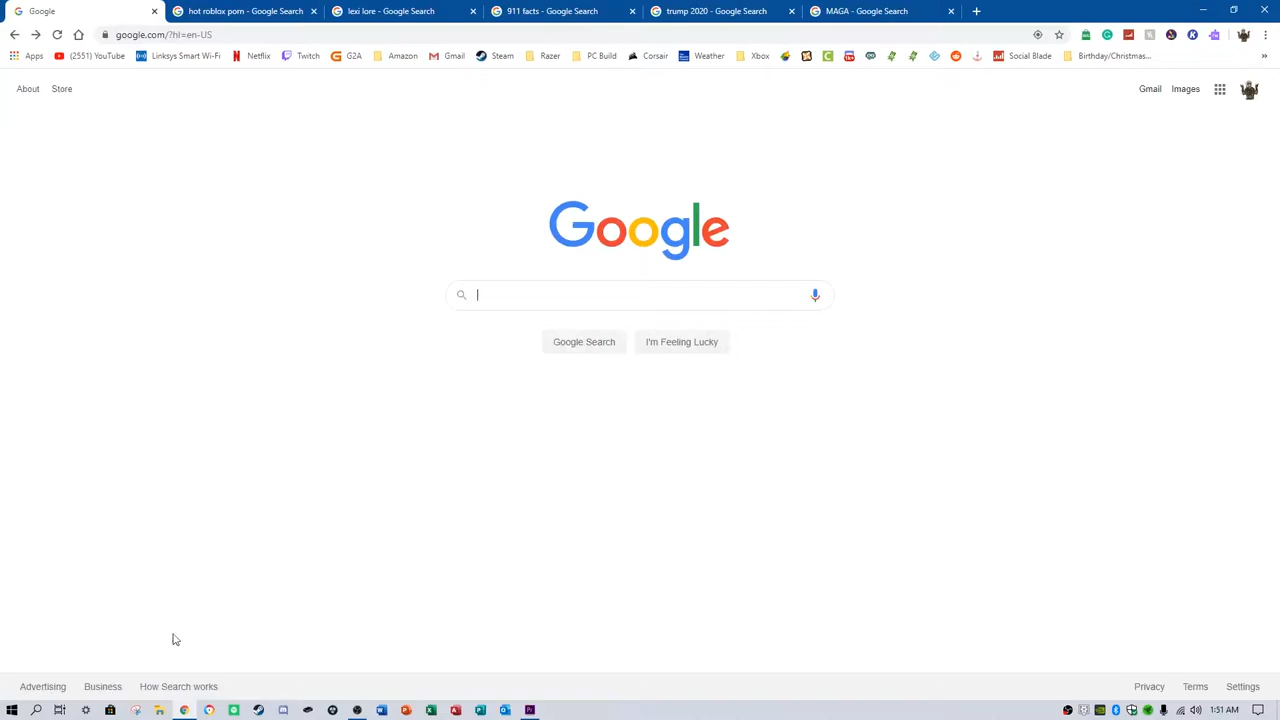 Google hot roblox porn - Google Search lexi lore - Google Search 911 facts - Google Search trump 2020 - Google Search MAGA - Google Search
google.com/?hl=en-US
Apps (2551) YouTube Linksys Smart Wi-Fi Netflix Twitch G2A Amazon Gmail Steam Razer PC Build Corsair Weather Xbox Social Blade Birthday/Christmas...
About Store Gmail Images
Google
Google Search I'm Feeling Lucky
Advertising Business How Search works Privacy Terms Settings
1:51 AM